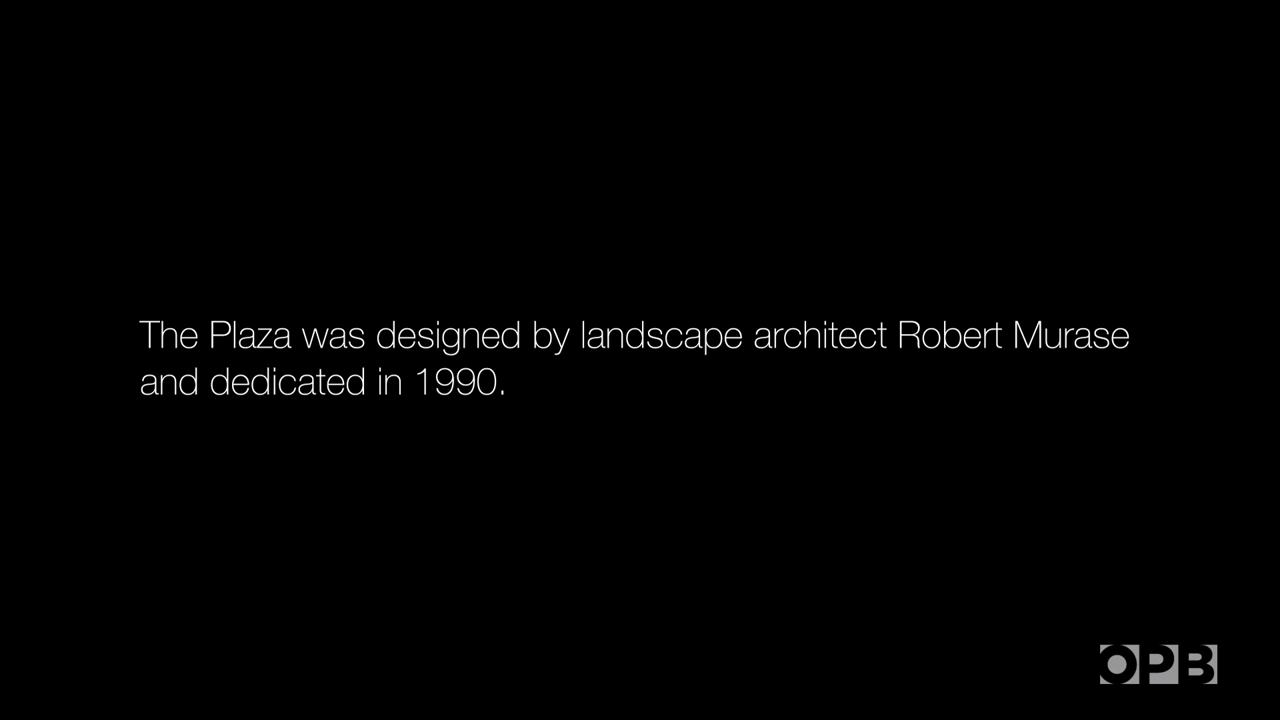 The Plaza was designed by landscape architect Robert Murase
and dedicated in 1990.
OPB